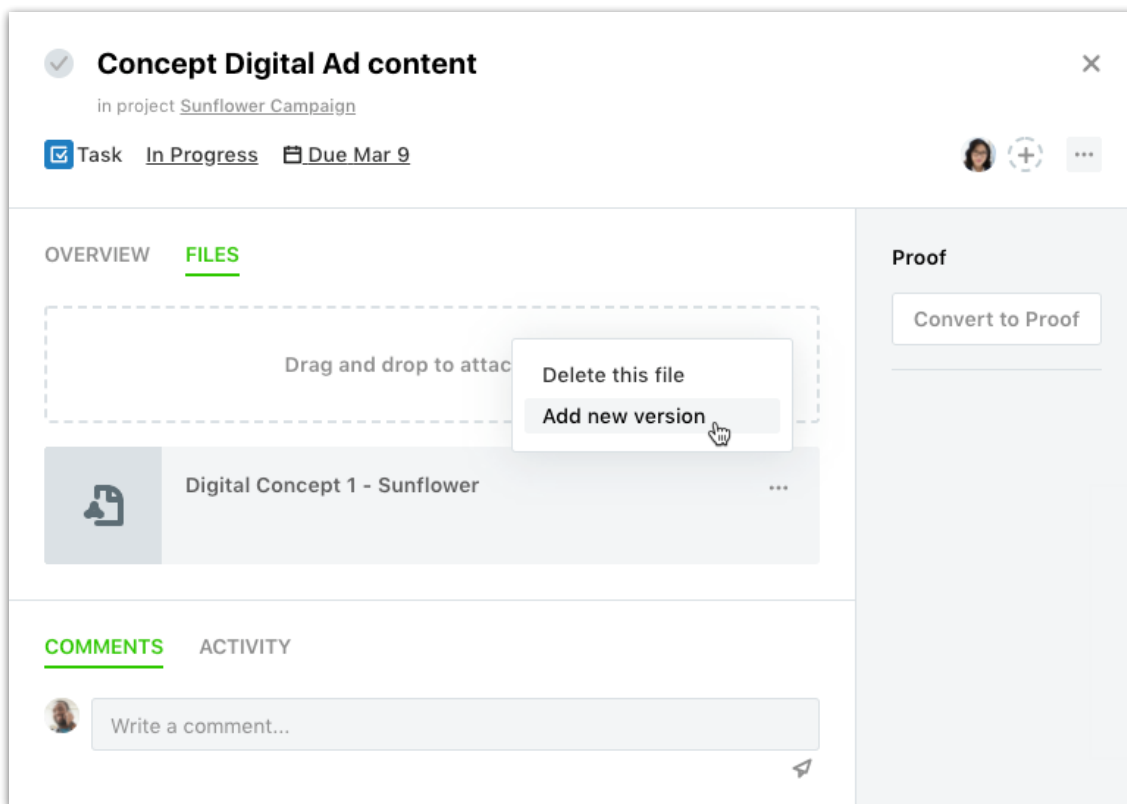 Concept Digital Ad content
in project Sunflower Campaign
Task In Progress Due Mar 9
OVERVIEW FILES
Drag and drop to attac
Delete this file
Add new version
Digital Concept 1 - Sunflower
Proof
Convert to Proof
COMMENTS ACTIVITY
Write a comment...